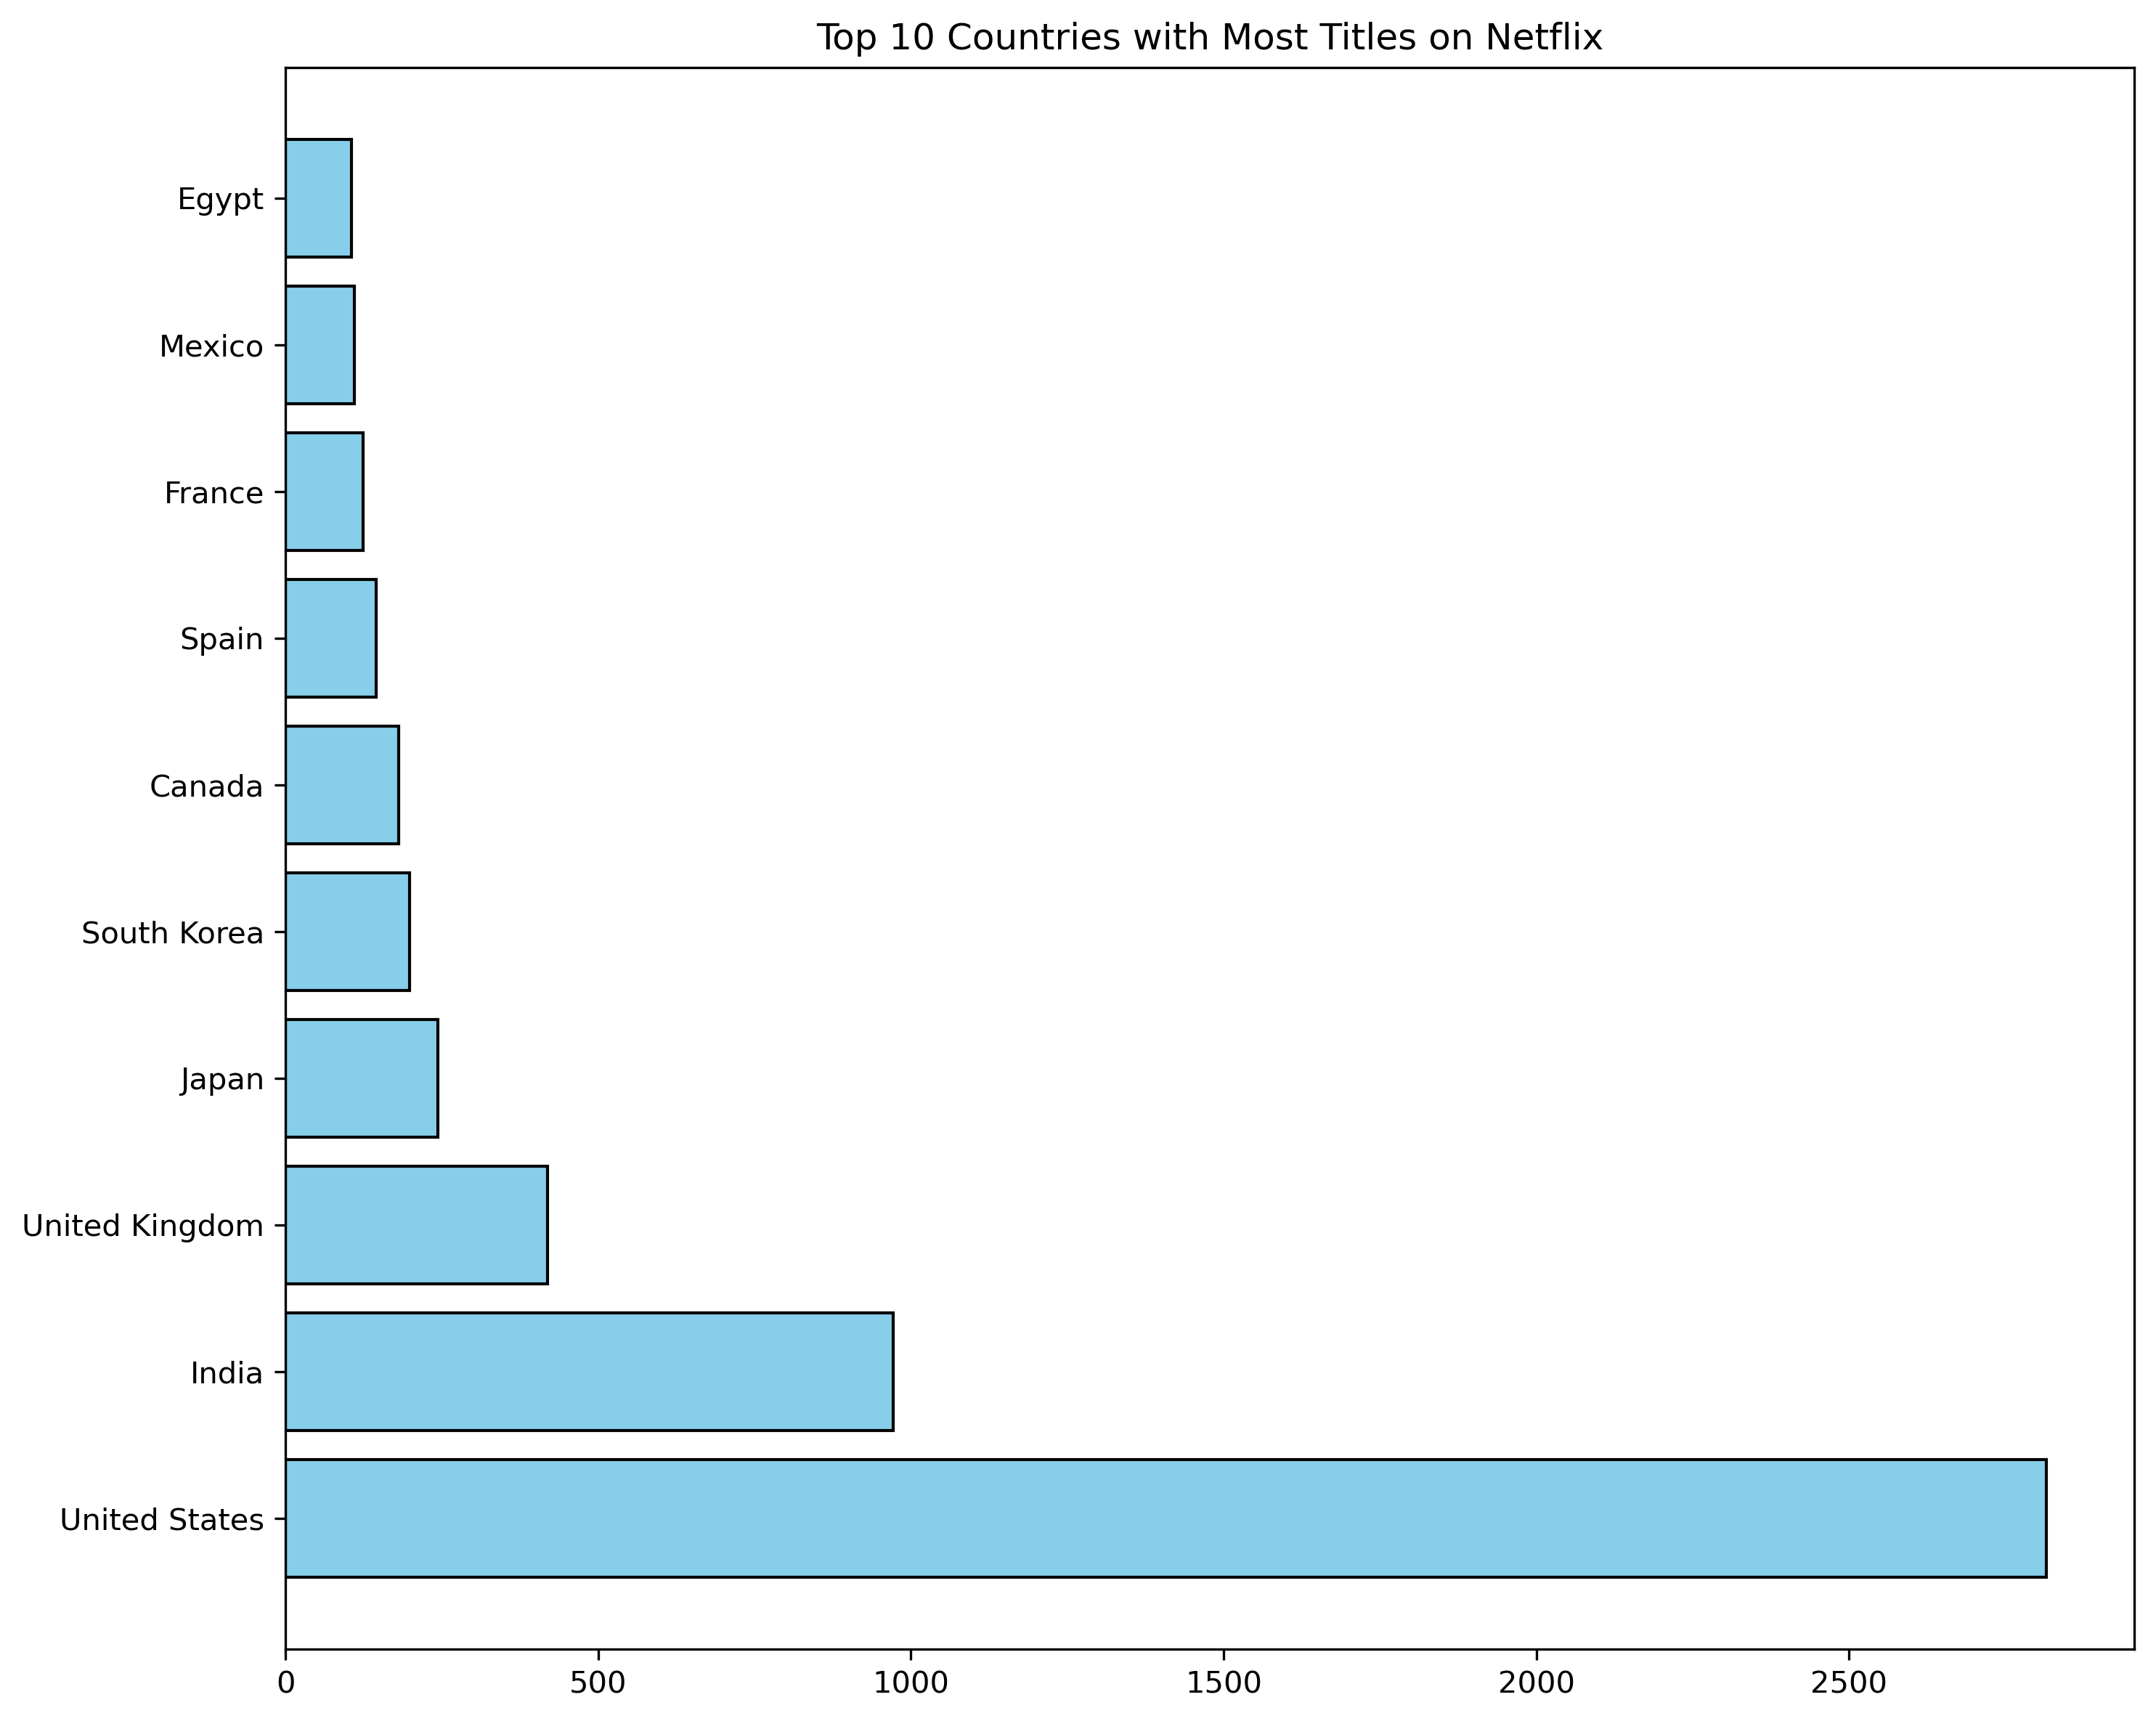 Top 10 Countries with Most Titles on Netflix
Egypt
Mexico
France
Spain
Canada
South Korea
Japan
United Kingdom
India
United States
0 500 1000 1500 2000 2500